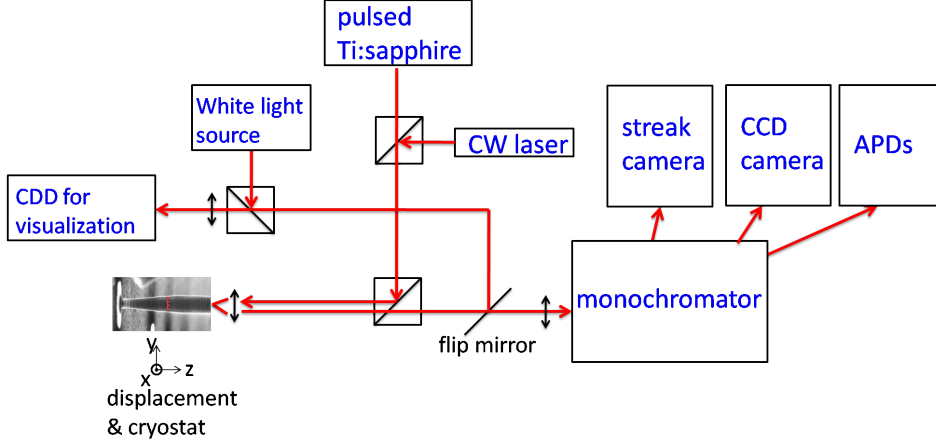 pulsed
Ti:sapphire
White light
source
CW laser
streak
camera
CCD
camera
APDs
CDD for
visualization
monochromator
flip mirror
y
x
z
displacement
& cryostat